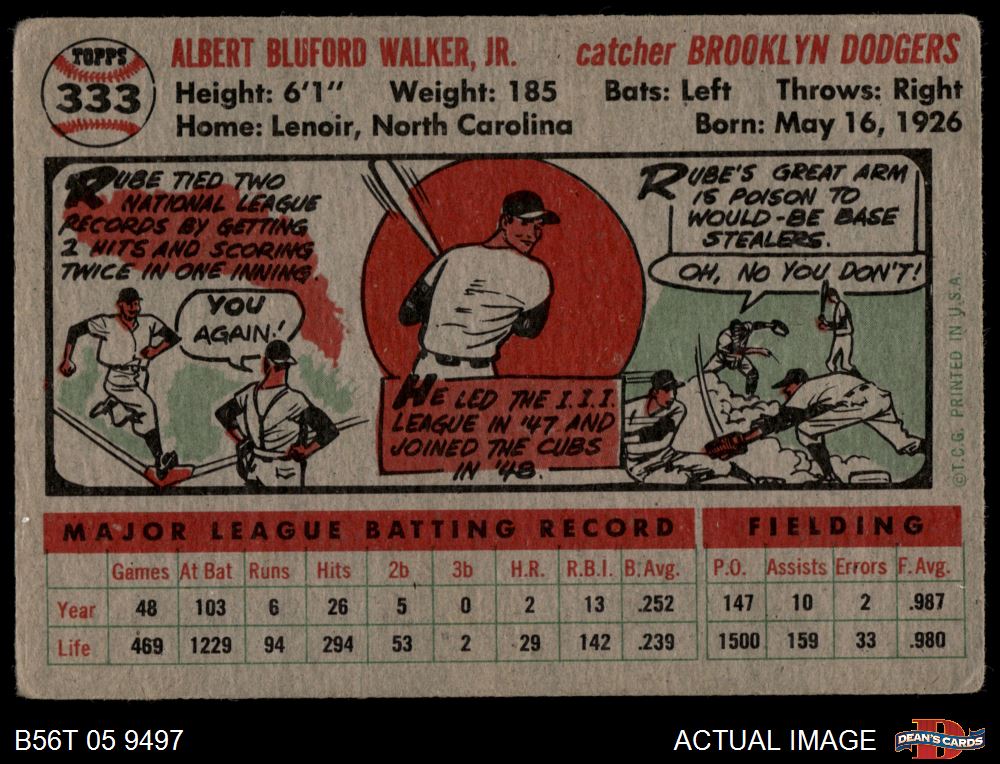 TOPPS
333
ALBERT BLUFORD WALKER, JR. catcher BROOKLYN DODGERS
Height: 6'1" Weight: 185 Bats: Left Throws: Right
Home: Lenoir, North Carolina Born: May 16, 1926
RUBE TIED TWO
NATIONAL LEAGUE
RECORDS BY GETTING
2 HITS AND SCORING
TWICE IN ONE INNING.
YOU
AGAIN!
HE LED THE I.I.I.
LEAGUE IN '47 AND
JOINED THE CUBS
IN '48.
RUBE'S GREAT ARM
IS POISON TO
WOULD-BE BASE
STEALERS.
OH, NO YOU DON'T!
©T.C.G. PRINTED IN U.S.A.
MAJOR LEAGUE BATTING RECORD FIELDING
Games At Bat Runs Hits 2b 3b H.R. R.B.I. B.Avg. P.O. Assists Errors F.Avg.
Year 48 103 6 26 5 0 2 13 .252 147 10 2 .987
Life 469 1229 94 294 53 2 29 142 .239 1500 159 33 .980
B56T 05 9497 ACTUAL IMAGE DEAN'S CARDS